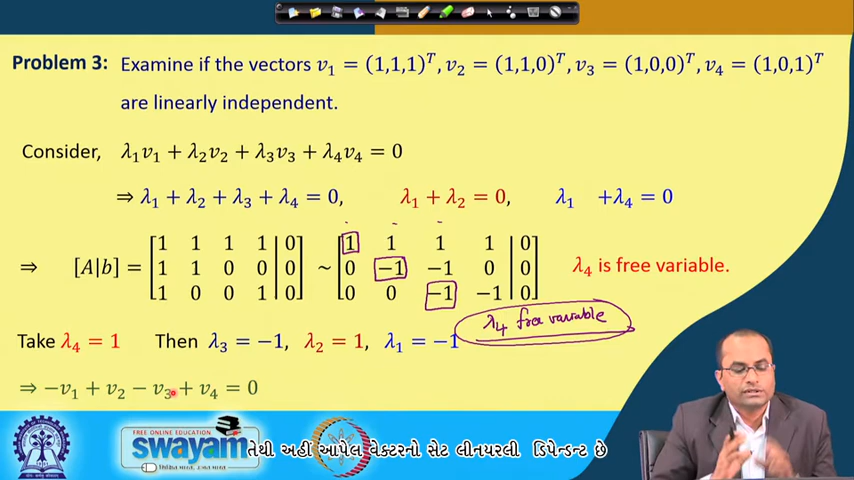 Problem 3: Examine if the vectors v₁ = (1,1,1)ᵀ, v₂ = (1,1,0)ᵀ, v₃ = (1,0,0)ᵀ, v₄ = (1,0,1)ᵀ
are linearly independent.
Consider, λ₁v₁ + λ₂v₂ + λ₃v₃ + λ₄v₄ = 0
⇒ λ₁ + λ₂ + λ₃ + λ₄ = 0, λ₁ + λ₂ = 0, λ₁ +λ₄ = 0
⇒ [A|b] = [1 1 1 1 | 0; 1 1 0 0 | 0; 1 0 0 1 | 0] ~ [1 1 1 1 | 0; 0 −1 −1 0 | 0; 0 0 −1 −1 | 0] λ₄ is free variable.
λ₄ free variable
Take λ₄ = 1 Then λ₃ = −1, λ₂ = 1, λ₁ = −1
⇒ −v₁ + v₂ − v₃ + v₄ = 0
FREE ONLINE EDUCATION
swayam
તેથી અહીં આપેલ વેક્ટરનો સેટ લીનયરલી ડિપેન્ડન્ટ છે